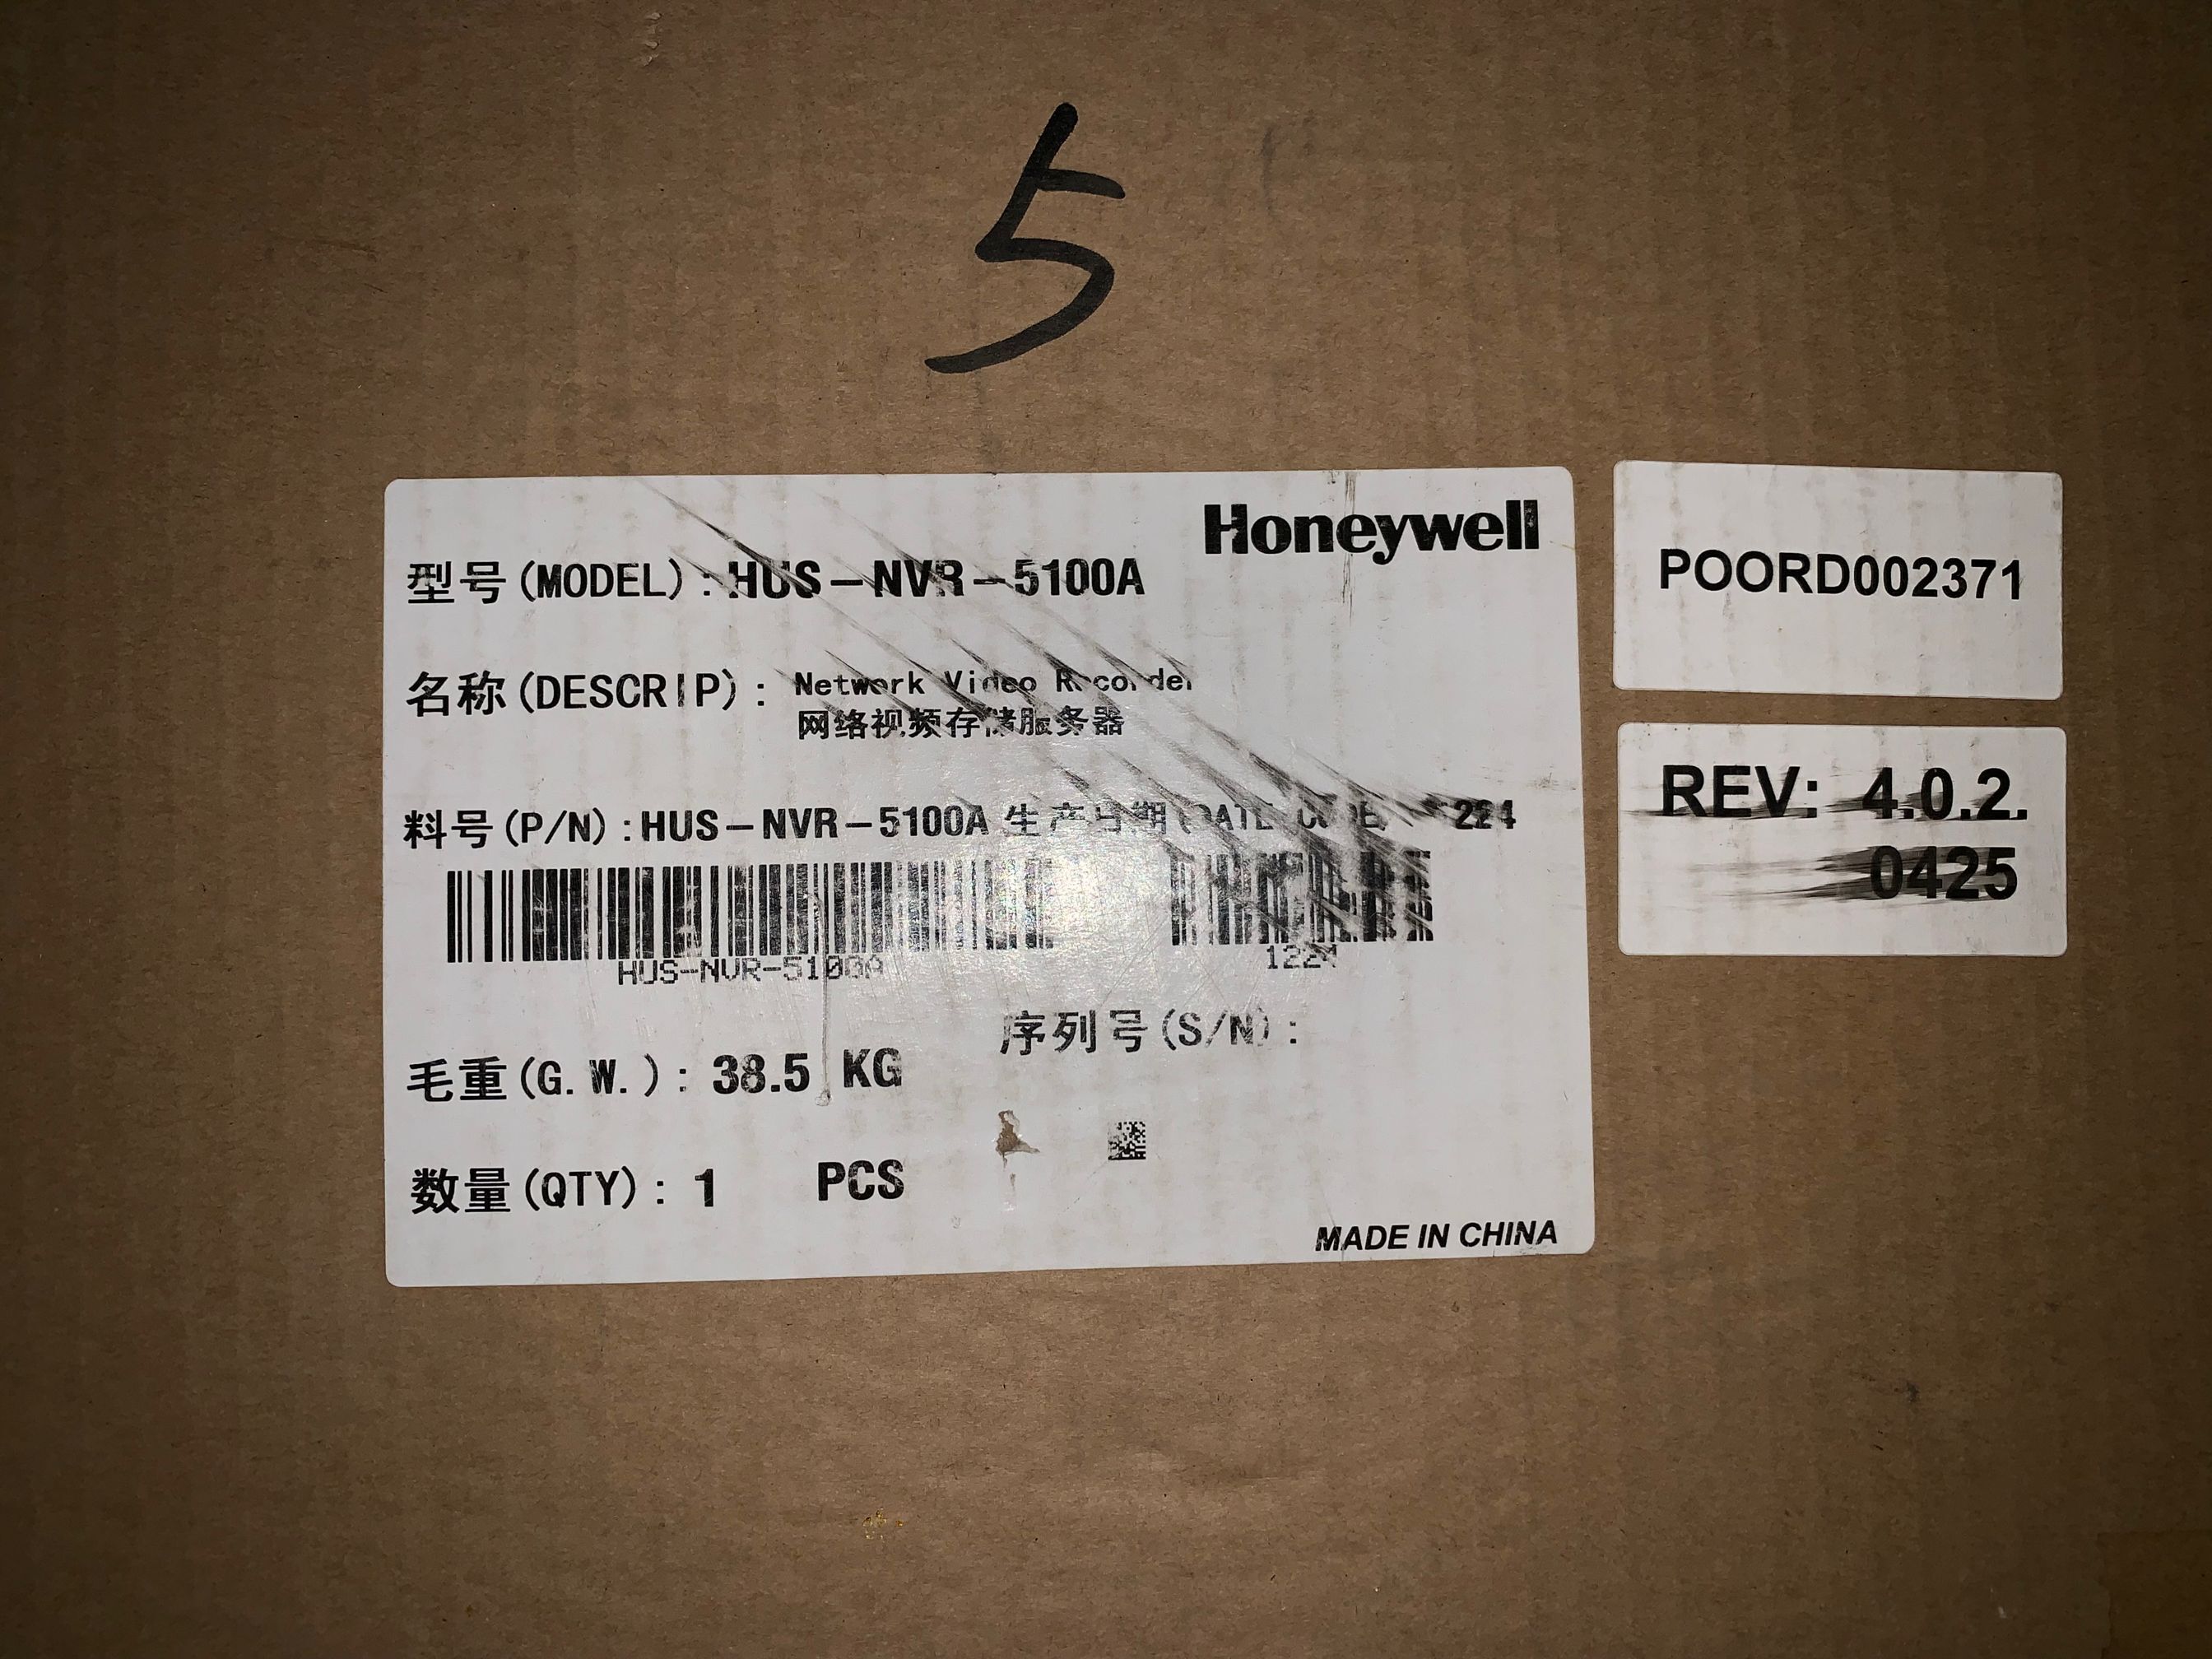 5
Honeywell
型号(MODEL):HUS-NVR-5100A
名称(DESCRIP): Network Video Recorder
网络视频存储服务器
料号(P/N):HUS-NVR-5100A 生产日期(DATE CODE) 1224
HUS-NVR-5100A
1224
序列号(S/N):
毛重(G.W.): 38.5 KG
数量(QTY): 1 PCS
MADE IN CHINA
POORD002371
REV: 4.0.2.
0425